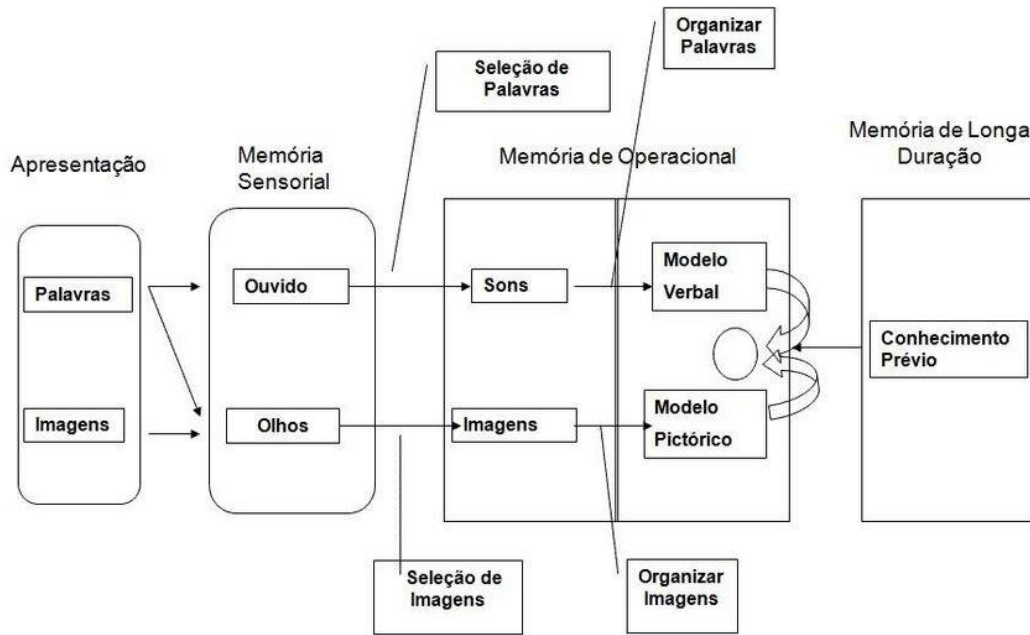 Organizar
Palavras
Seleção de
Palavras
Apresentação
Memória
Sensorial
Memória de Operacional
Memória de Longa
Duração
Palavras
Ouvido
Sons
Modelo
Verbal
Conhecimento
Prévio
Imagens
Olhos
Imagens
Modelo
Pictórico
Seleção de
Imagens
Organizar
Imagens